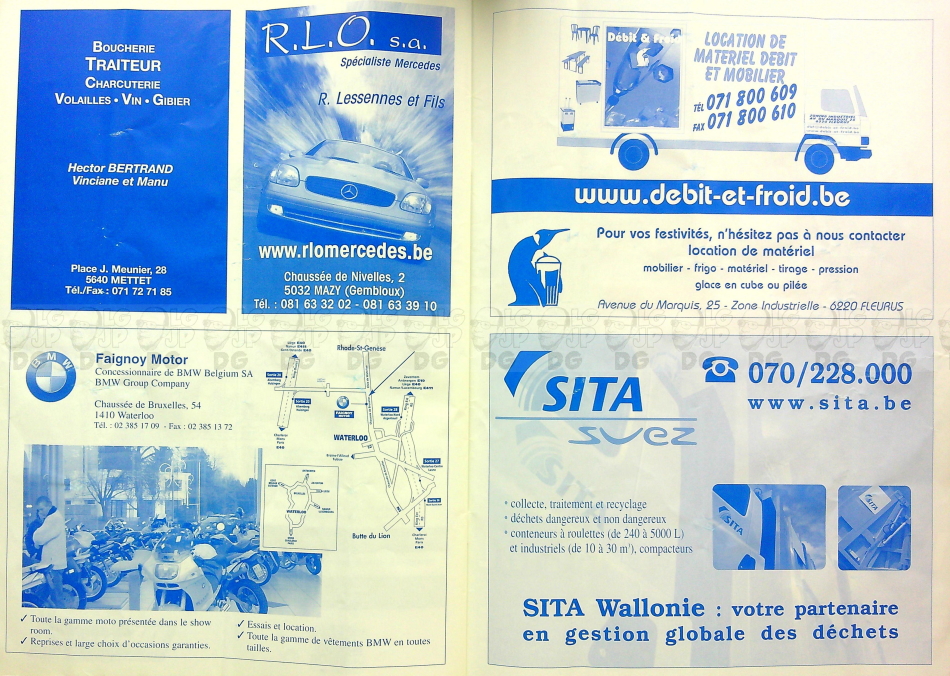 BOUCHERIE
TRAITEUR
CHARCUTERIE
VOLAILLES • VIN • GIBIER
Hector BERTRAND
Vinciane et Manu
Place J. Meunier, 28
5640 METTET
Tél./Fax : 071 72 71 85
R.L.O. s.a.
Spécialiste Mercedes
R. Lessennes et Fils
www.rlomercedes.be
Chaussée de Nivelles, 2
5032 MAZY (Gembloux)
Tél. : 081 63 32 02 - 081 63 39 10
Débit & Froid
LOCATION DE
MATERIEL DEBIT
ET MOBILIER
TÉL 071 800 609
FAX 071 800 610
www.debit-et-froid.be
Pour vos festivités, n'hésitez pas à nous contacter
location de matériel
mobilier - frigo - matériel - tirage - pression
glace en cube ou pilée
Avenue du Marquis, 25 - Zone Industrielle - 6220 FLEURUS
BMW
Faignoy Motor
Concessionnaire de BMW Belgium SA
BMW Group Company
Chaussée de Bruxelles, 54
1410 Waterloo
Tél. : 02 385 17 09 - Fax : 02 385 13 72
Rhode-St-Genèse
FAIGNOY
MOTOR
WATERLOO
WATERLOO
Butte du Lion
✓ Toute la gamme moto présentée dans le show
room.
✓ Reprises et large choix d'occasions garanties.
✓ Essais et location.
✓ Toute la gamme de vêtements BMW en toutes
tailles.
SITA
suez
☎ 070/228.000
www.sita.be
• collecte, traitement et recyclage
• déchets dangereux et non dangereux
• conteneurs à roulettes (de 240 à 5000 L)
et industriels (de 10 à 30 m³), compacteurs
SITA
SITA
SITA Wallonie : votre partenaire
en gestion globale des déchets